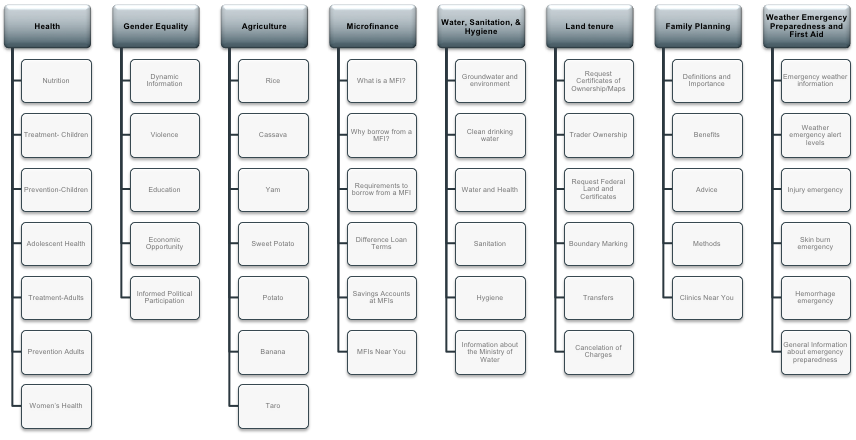 Health
Nutrition
Treatment- Children
Prevention-Children
Adolescent Health
Treatment-Adults
Prevention Adults
Women's Health
Gender Equality
Dynamic
Information
Violence
Education
Economic
Opportunity
Informed Political
Participation
Agriculture
Rice
Cassava
Yam
Sweet Potato
Potato
Banana
Taro
Microfinance
What is a MFI?
Why borrow from a
MFI?
Requirements to
borrow from a MFI
Difference Loan
Terms
Savings Accounts
at MFIs
MFIs Near You
Water, Sanitation, &
Hygiene
Groundwater and
environment
Clean drinking
water
Water and Health
Sanitation
Hygiene
Information about
the Ministry of
Water
Land tenure
Request
Certificates of
Ownership/Maps
Trader Ownership
Request Federal
Land and
Certificates
Boundary Marking
Transfers
Cancelation of
Charges
Family Planning
Definitions and
Importance
Benefits
Advice
Methods
Clinics Near You
Weather Emergency
Preparedness and
First Aid
Emergency weather
information
Weather
emergency alert
levels
Injury emergency
Skin burn
emergency
Hemorrhage
emergency
General Information
about emergency
preparedness